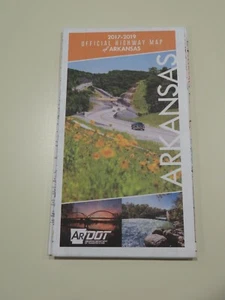 2017-2019
OFFICIAL HIGHWAY MAP
of ARKANSAS
ARKANSAS
ARDOT